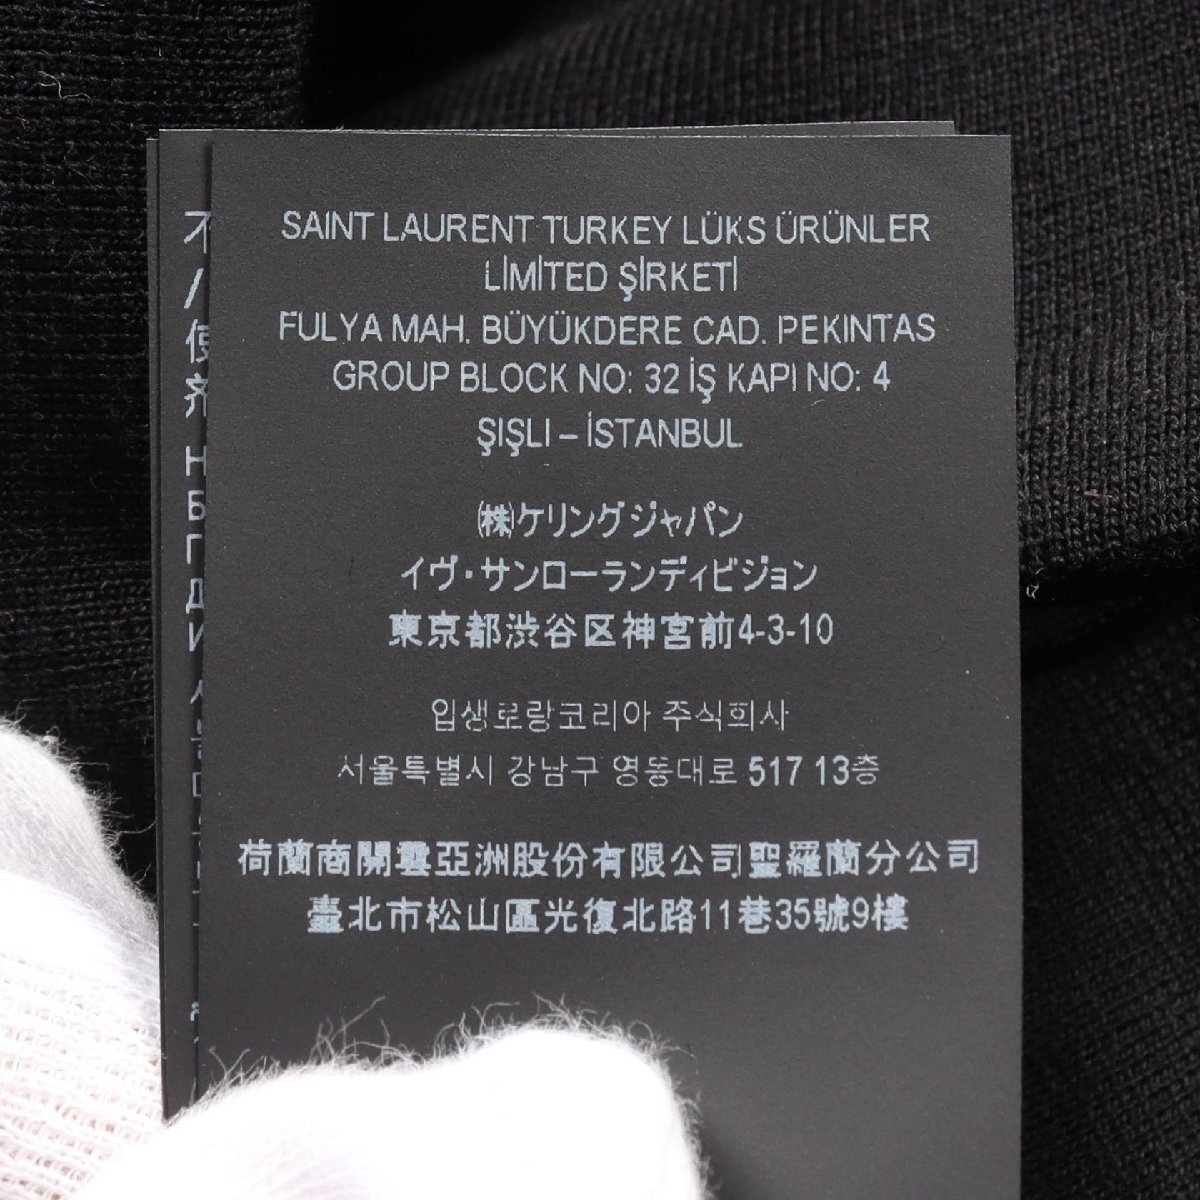 SAINT LAURENT TURKEY LÜKS ÜRÜNLER
LİMİTED ŞİRKETİ
FULYA MAH. BÜYÜKDERE CAD. PEKINTAS
GROUP BLOCK NO: 32 İŞ KAPI NO: 4
ŞIŞLI – İSTANBUL
㈱ケリングジャパン
イヴ・サンローランディビジョン
東京都渋谷区神宮前4-3-10
입생로랑코리아 주식회사
서울특별시 강남구 영동대로 517 13층
荷蘭商開雲亞洲股份有限公司聖羅蘭分公司
臺北市松山區光復北路11巷35號9樓
不
/
使
剤